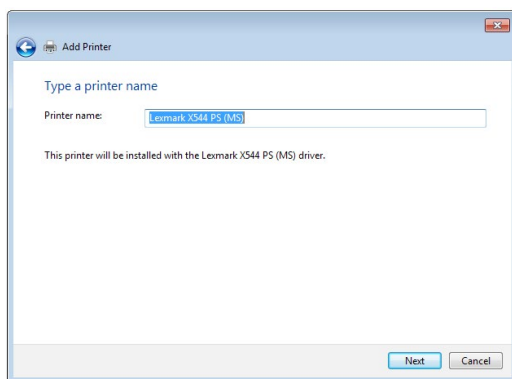 Add Printer
Type a printer name
Printer name: Lexmark X544 PS (MS)
This printer will be installed with the Lexmark X544 PS (MS) driver.
Next Cancel